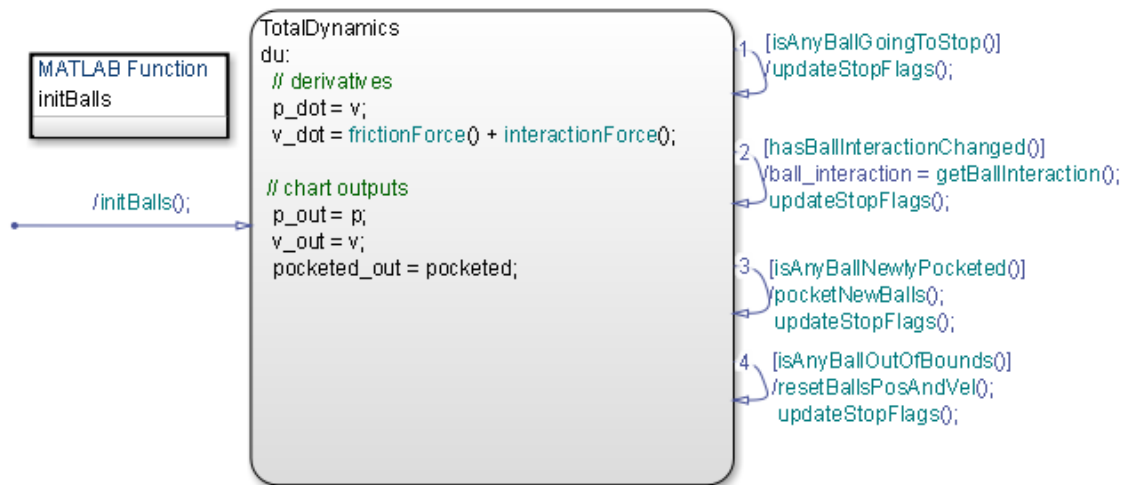 MATLAB Function
initBalls
/initBalls();
TotalDynamics
du:
// derivatives
p_dot = v;
v_dot = frictionForce() + interactionForce();
// chart outputs
p_out = p;
v_out = v;
pocketed_out = pocketed;
1
[isAnyBallGoingToStop()]
/updateStopFlags();
2
[hasBallInteractionChanged()]
/ball_interaction = getBallInteraction();
updateStopFlags();
3
[isAnyBallNewlyPocketed()]
/pocketNewBalls();
updateStopFlags();
4
[isAnyBallOutOfBounds()]
/resetBallsPosAndVel();
updateStopFlags();